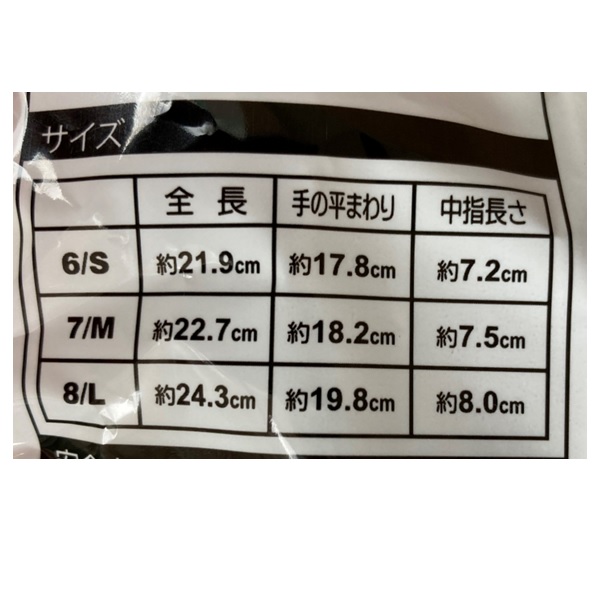 サイズ
全長 手の平まわり 中指長さ
6/S 約21.9cm 約17.8cm 約7.2cm
7/M 約22.7cm 約18.2cm 約7.5cm
8/L 約24.3cm 約19.8cm 約8.0cm